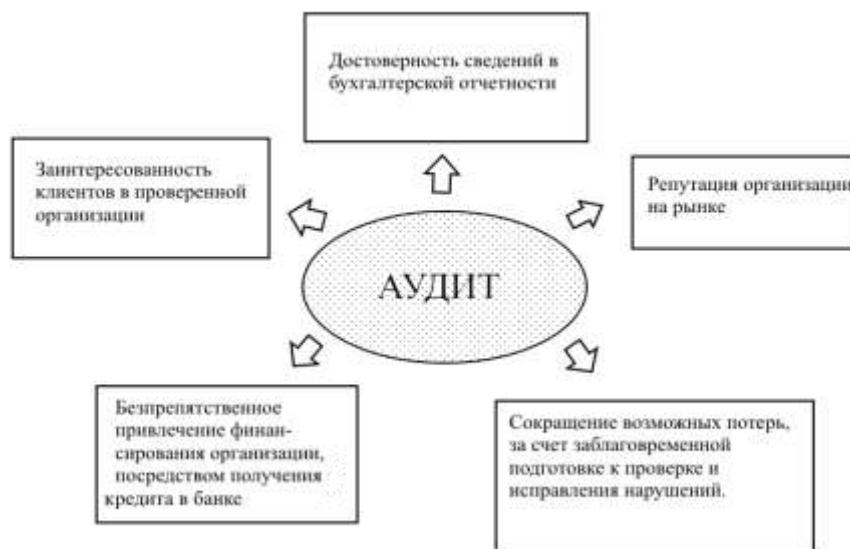 Достоверность сведений в
бухгалтерской отчетности
Заинтересованность
клиентов в проверенной
организации
Репутация организации
на рынке
АУДИТ
Безпрепятственное
привлечение финан-
сирования организации,
посредством получения
кредита в банке
Сокращение возможных потерь,
за счет заблаговременной
подготовке к проверке и
исправления нарушений.